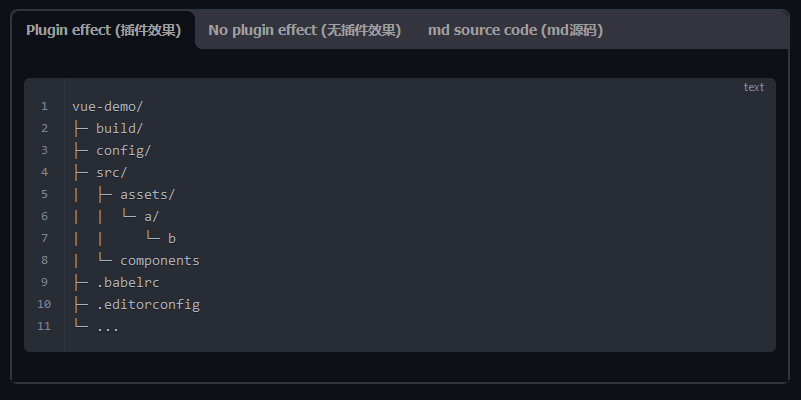 Plugin effect (插件效果) No plugin effect (无插件效果) md source code (md源码)
text
1 vue-demo/
2 ├─ build/
3 ├─ config/
4 ├─ src/
5 │  ├─ assets/
6 │  │  └─ a/
7 │  │     └─ b
8 │  └─ components
9 ├─ .babelrc
10 ├─ .editorconfig
11 └─ ...